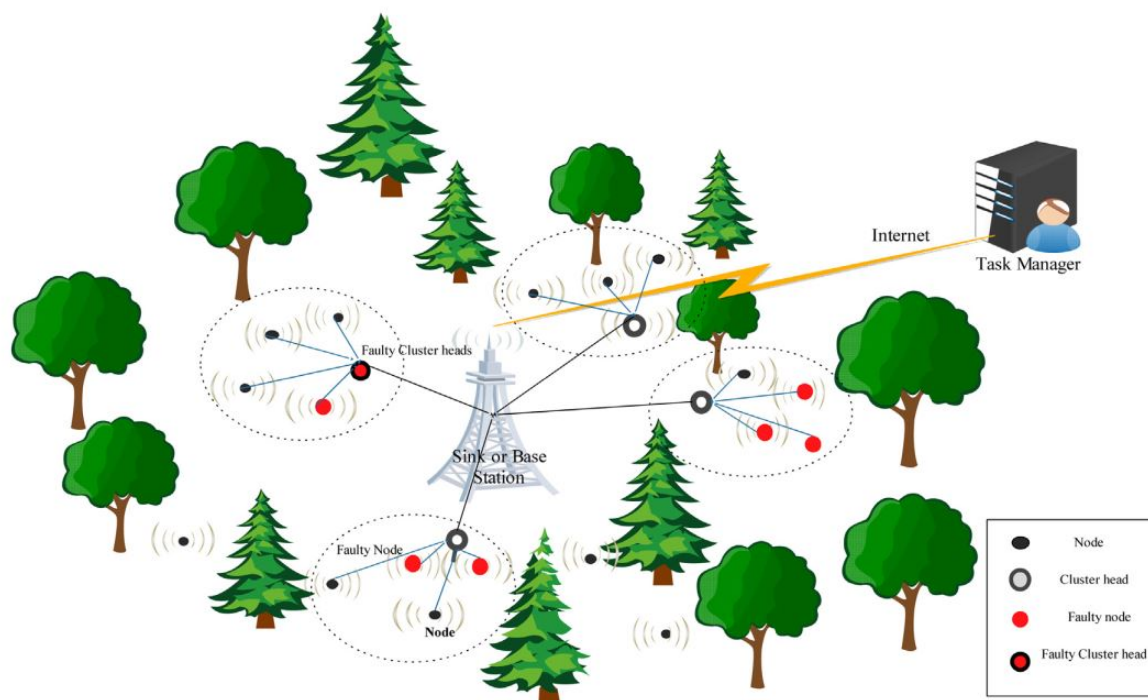 Internet
Task Manager
Faulty Cluster heads
Sink or Base
Station
Faulty Node
Node
Node
Cluster head
Faulty node
Faulty Cluster head